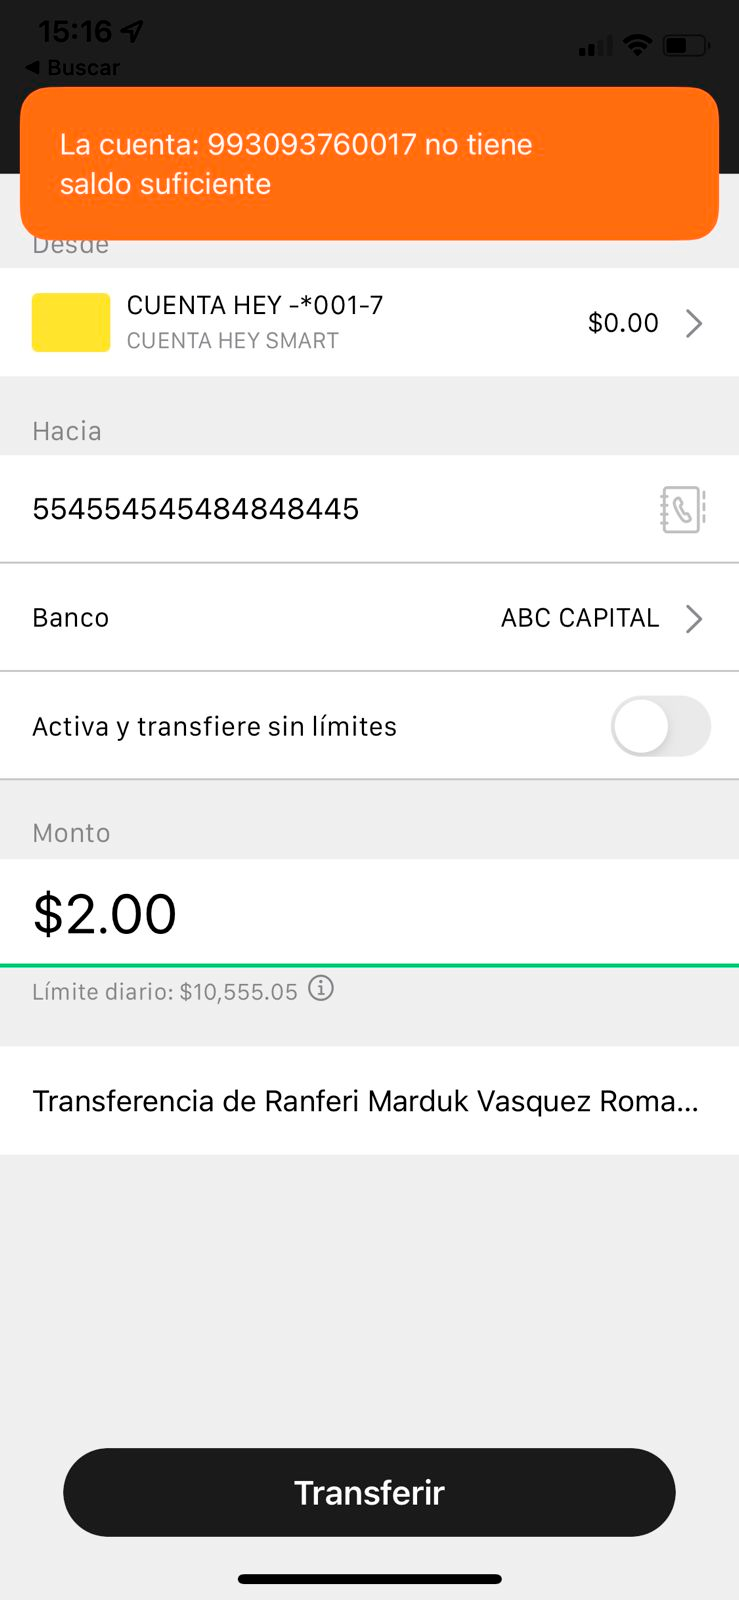 15:16
Buscar
La cuenta: 993093760017 no tiene
saldo suficiente
Desde
CUENTA HEY -*001-7
CUENTA HEY SMART
$0.00
Hacia
554554545484848445
Banco
ABC CAPITAL
Activa y transfiere sin límites
Monto
$2.00
Límite diario: $10,555.05
Transferencia de Ranferi Marduk Vasquez Roma...
Transferir